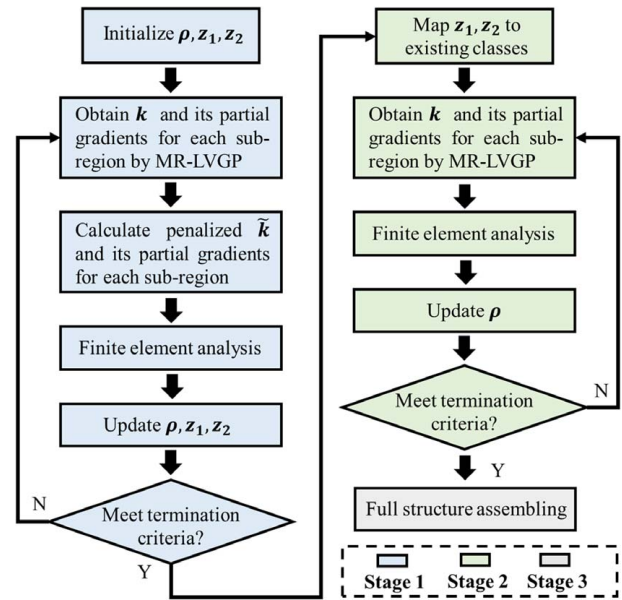 Initialize ρ, z₁, z₂
Obtain k and its partial
gradients for each sub-
region by MR-LVGP
Calculate penalized k̃
and its partial gradients
for each sub-region
Finite element analysis
Update ρ, z₁, z₂
Meet termination
criteria?
N
Y
Map z₁, z₂ to
existing classes
Obtain k and its partial
gradients for each sub-
region by MR-LVGP
Finite element analysis
Update ρ
Meet termination
criteria?
N
Y
Full structure assembling
Stage 1 Stage 2 Stage 3